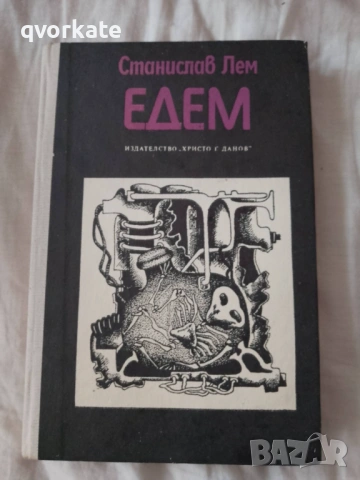 qvorkate
Станислав Лем
ЕДЕМ
ИЗДАТЕЛСТВО „ХРИСТО Г. ДАНОВ"
BAZAR